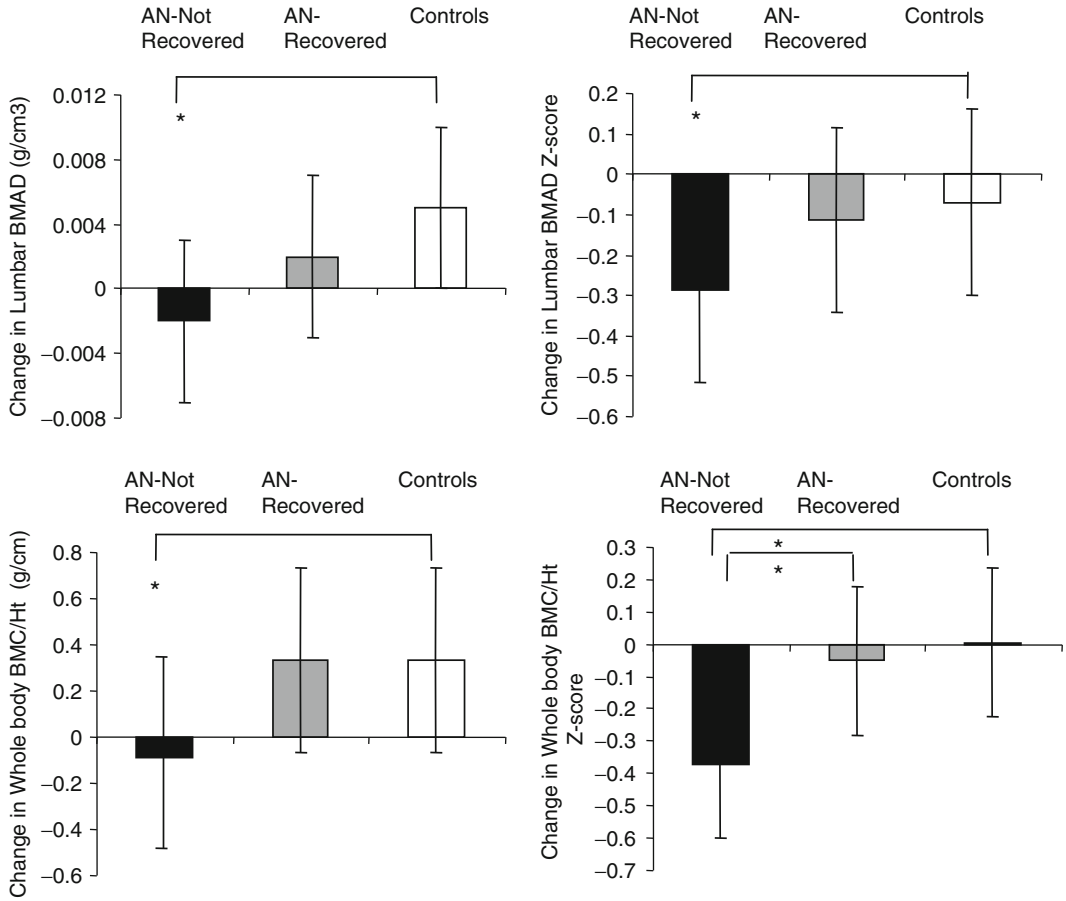 AN-Not
Recovered
AN-
Recovered
Controls
Change in Lumbar BMAD (g/cm3)
0.012
0.008
0.004
0
−0.004
−0.008
*
AN-Not
Recovered
AN-
Recovered
Controls
Change in Lumbar BMAD Z-score
0.2
0.1
0
−0.1
−0.2
−0.3
−0.4
−0.5
−0.6
*
AN-Not
Recovered
AN-
Recovered
Controls
Change in Whole body BMC/Ht (g/cm)
0.8
0.6
0.4
0.2
0
−0.2
−0.4
−0.6
*
AN-Not
Recovered
AN-
Recovered
Controls
Change in Whole body BMC/Ht
Z-score
0.3
0.2
0.1
0
−0.1
−0.2
−0.3
−0.4
−0.5
−0.6
−0.7
*
*